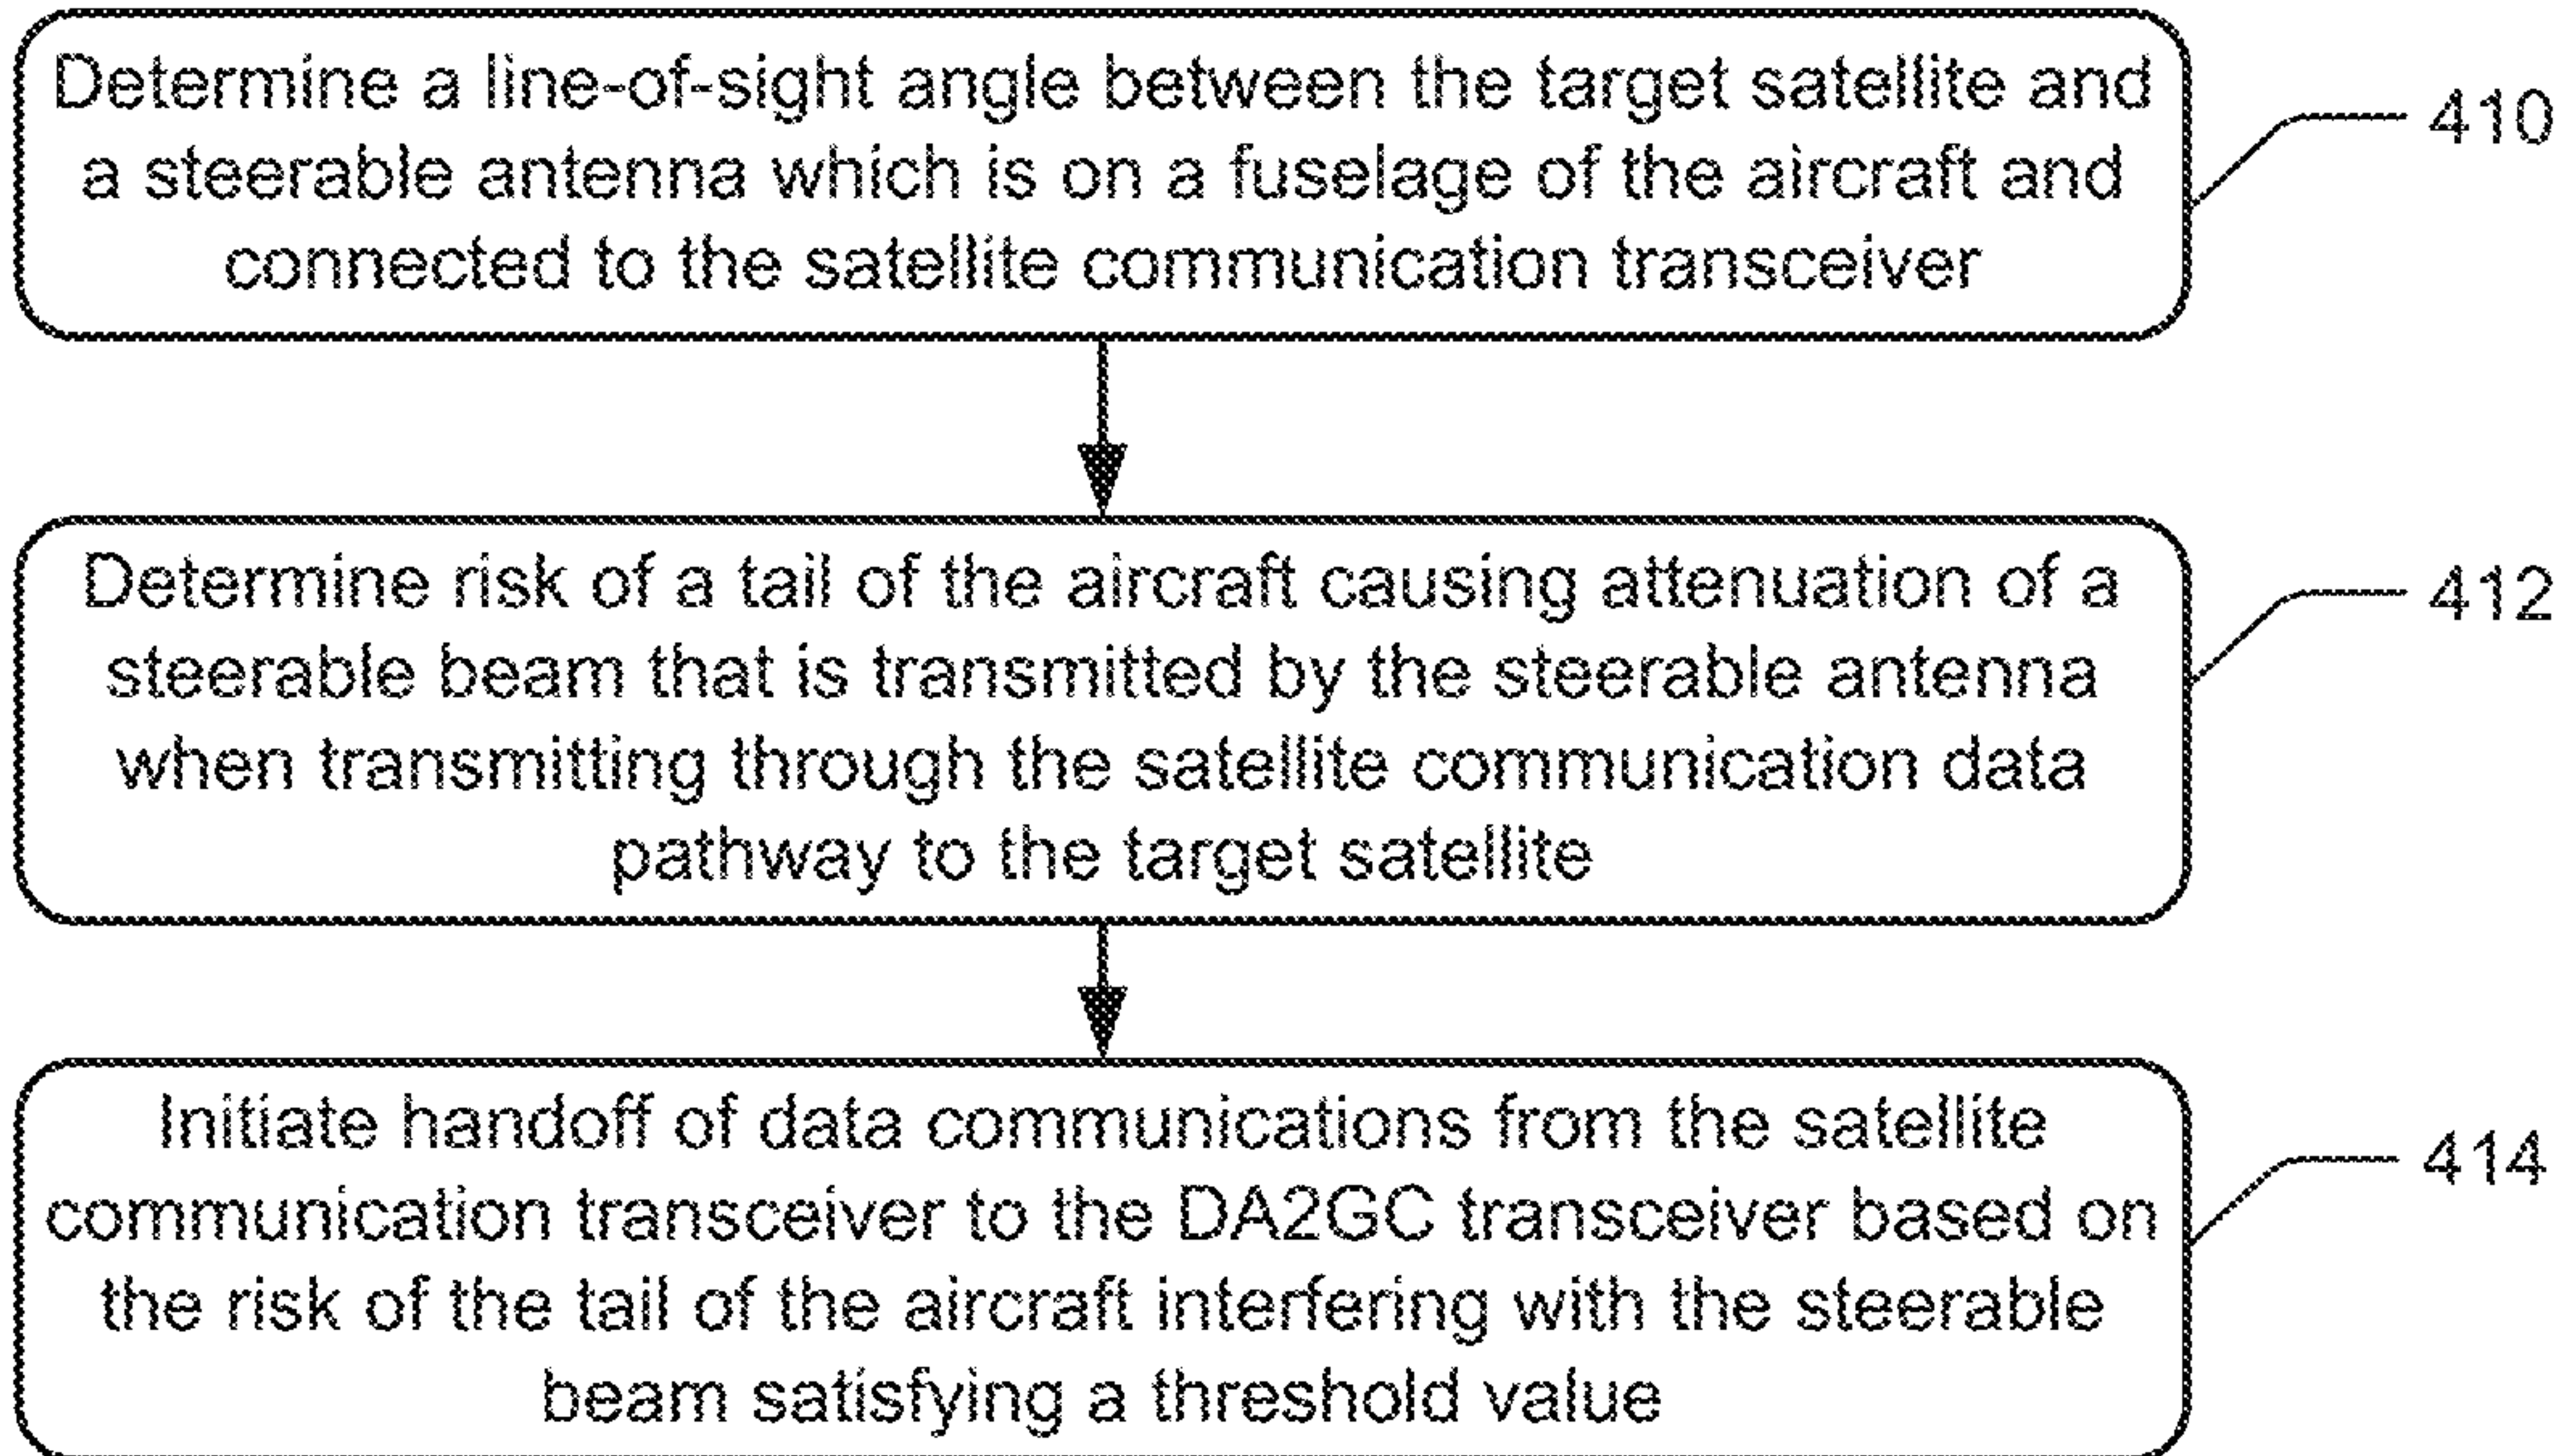 Determine a line-of-sight angle between the target satellite and
a steerable antenna which is on a fuselage of the aircraft and
connected to the satellite communication transceiver
410
Determine risk of a tail of the aircraft causing attenuation of a
steerable beam that is transmitted by the steerable antenna
when transmitting through the satellite communication data
pathway to the target satellite
412
Initiate handoff of data communications from the satellite
communication transceiver to the DA2GC transceiver based on
the risk of the tail of the aircraft interfering with the steerable
beam satisfying a threshold value
414